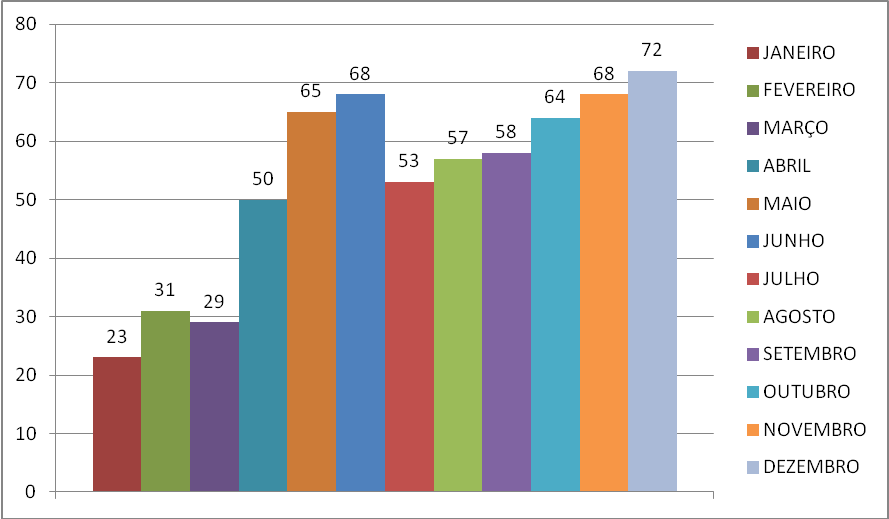 80
70
60
50
40
30
20
10
0
23
31
29
50
65
68
53
57
58
64
68
72
JANEIRO
FEVEREIRO
MARÇO
ABRIL
MAIO
JUNHO
JULHO
AGOSTO
SETEMBRO
OUTUBRO
NOVEMBRO
DEZEMBRO